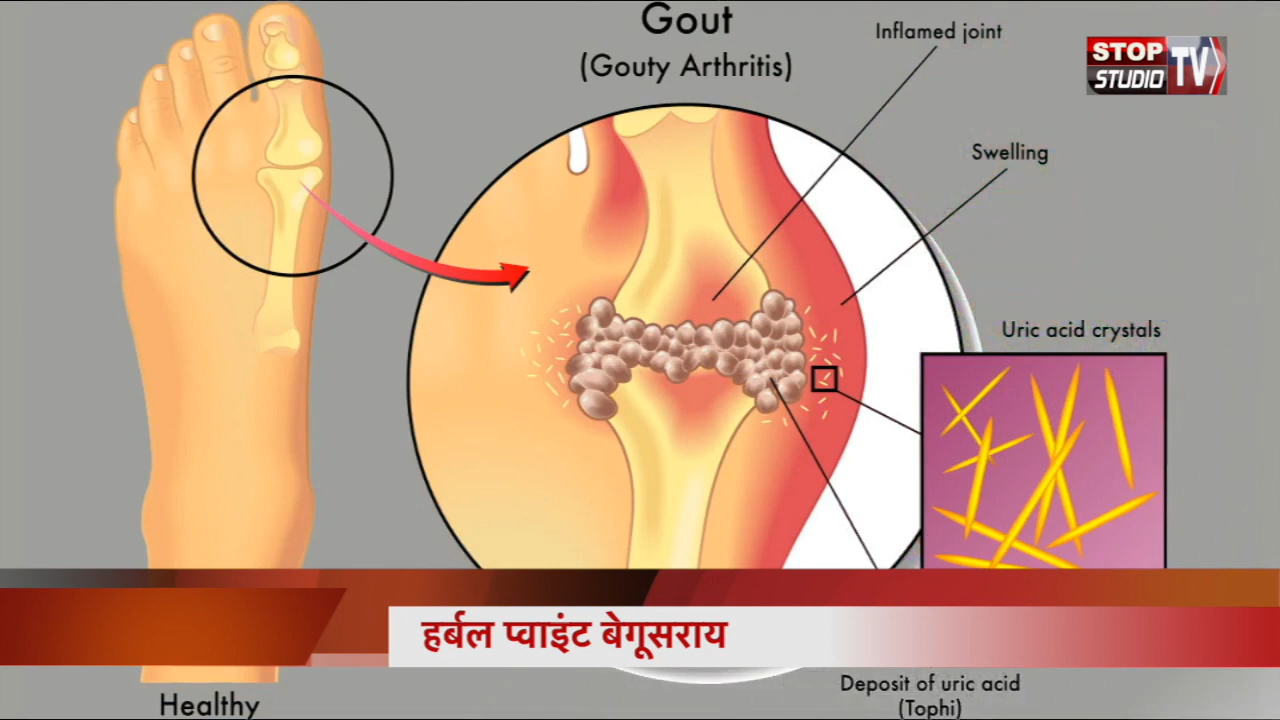 Gout
(Gouty Arthritis)
Inflamed joint
STOP
STUDIO
TV
Swelling
Uric acid crystals
हर्बल प्वाइंट बेगूसराय
Healthy
Deposit of uric acid
(Tophi)